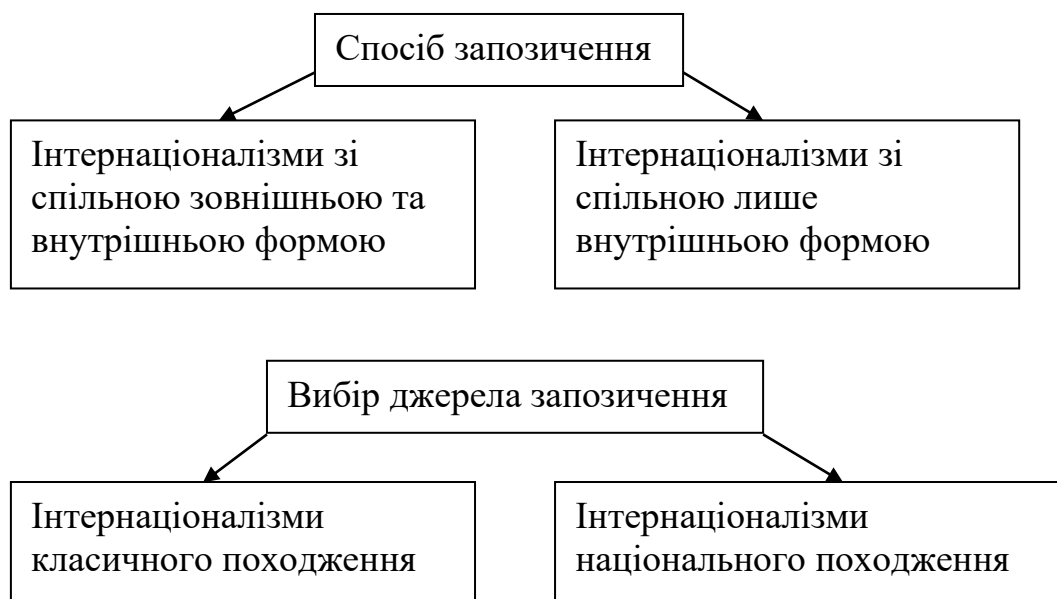 Спосіб запозичення
Інтернаціоналізми зі
спільною зовнішньою та
внутрішньою формою
Інтернаціоналізми зі
спільною лише
внутрішньою формою
Вибір джерела запозичення
Інтернаціоналізми
класичного походження
Інтернаціоналізми
національного походження